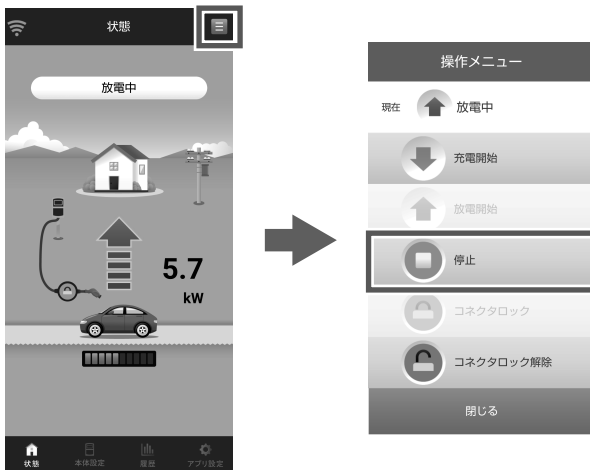 状態
放電中
5.7
kW
状態
本体設定
履歴
アプリ設定
操作メニュー
現在 放電中
充電開始
放電開始
停止
コネクタロック
コネクタロック解除
閉じる